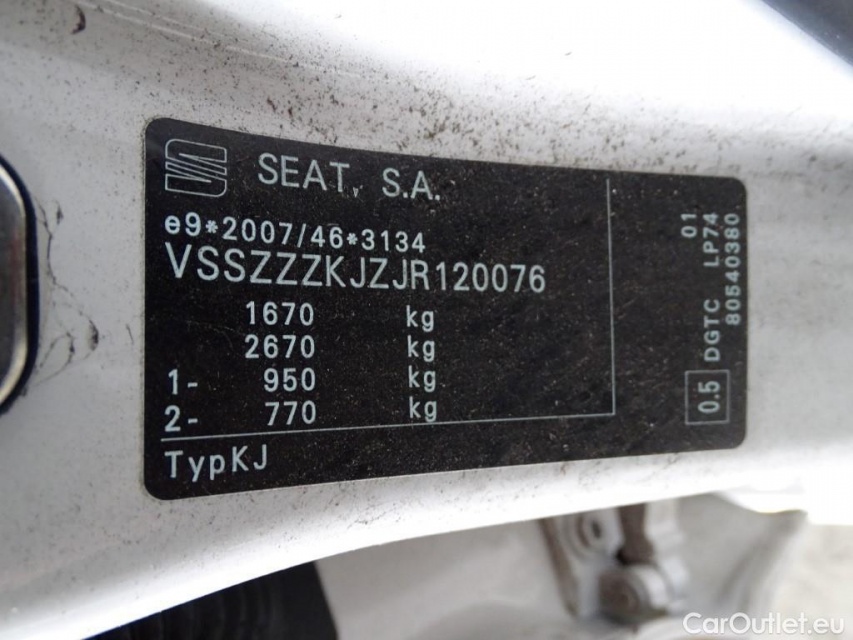 SEAT, S.A.
e9*2007/46*3134
VSSZZZKJZJR120076
1670 kg
2670 kg
1- 950 kg
2- 770 kg
TypKJ
01
0.5 DGTC LP74
80540380
CarOutlet.eu